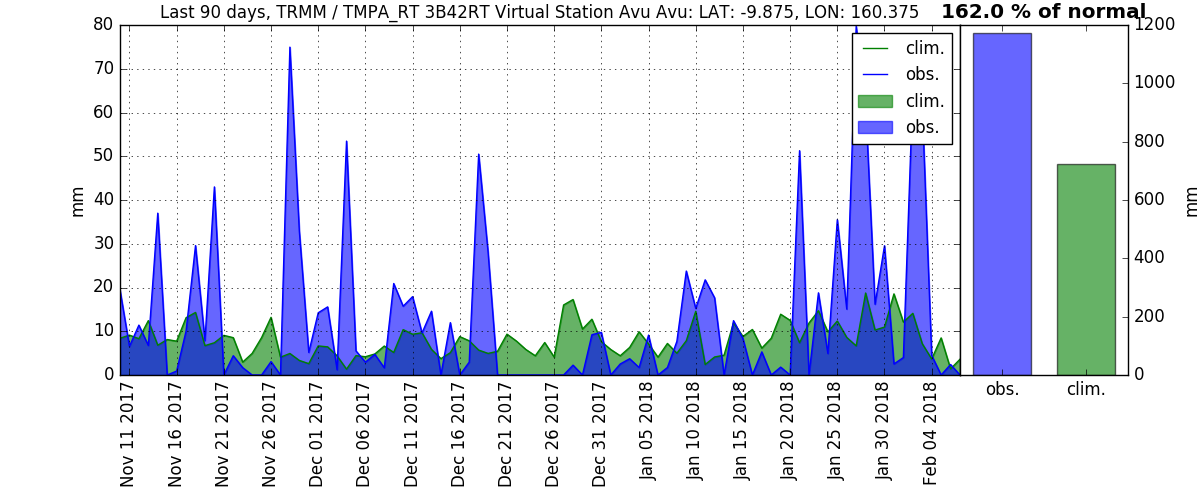 Last 90 days, TRMM / TMPA_RT 3B42RT Virtual Station Avu Avu: LAT: -9.875, LON: 160.375
162.0 % of normal
80
70
60
50
40
30
20
10
0
mm
clim.
obs.
clim.
obs.
1200
1000
800
600
400
200
0
mm
obs.
clim.
Nov 11 2017
Nov 16 2017
Nov 21 2017
Nov 26 2017
Dec 01 2017
Dec 06 2017
Dec 11 2017
Dec 16 2017
Dec 21 2017
Dec 26 2017
Dec 31 2017
Jan 05 2018
Jan 10 2018
Jan 15 2018
Jan 20 2018
Jan 25 2018
Jan 30 2018
Feb 04 2018